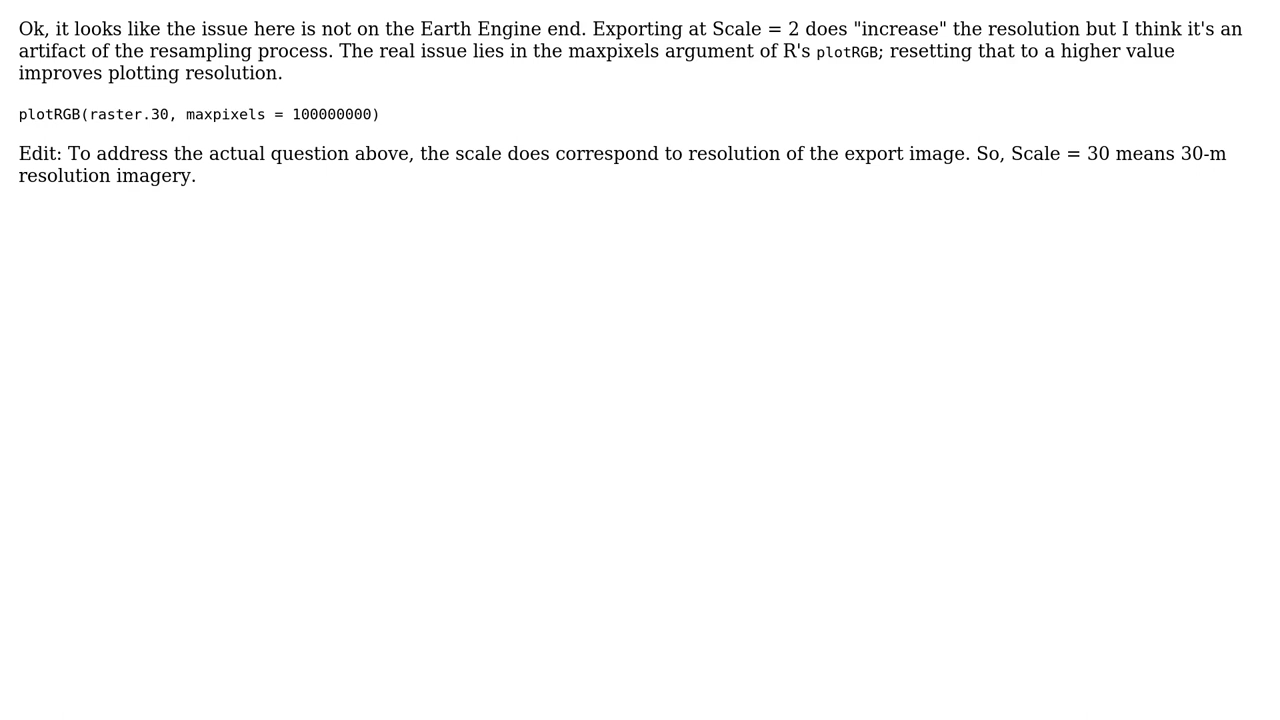 Ok, it looks like the issue here is not on the Earth Engine end. Exporting at Scale = 2 does "increase" the resolution but I think it's an
artifact of the resampling process. The real issue lies in the maxpixels argument of R's plotRGB; resetting that to a higher value
improves plotting resolution.
plotRGB(raster.30, maxpixels = 100000000)
Edit: To address the actual question above, the scale does correspond to resolution of the export image. So, Scale = 30 means 30-m
resolution imagery.